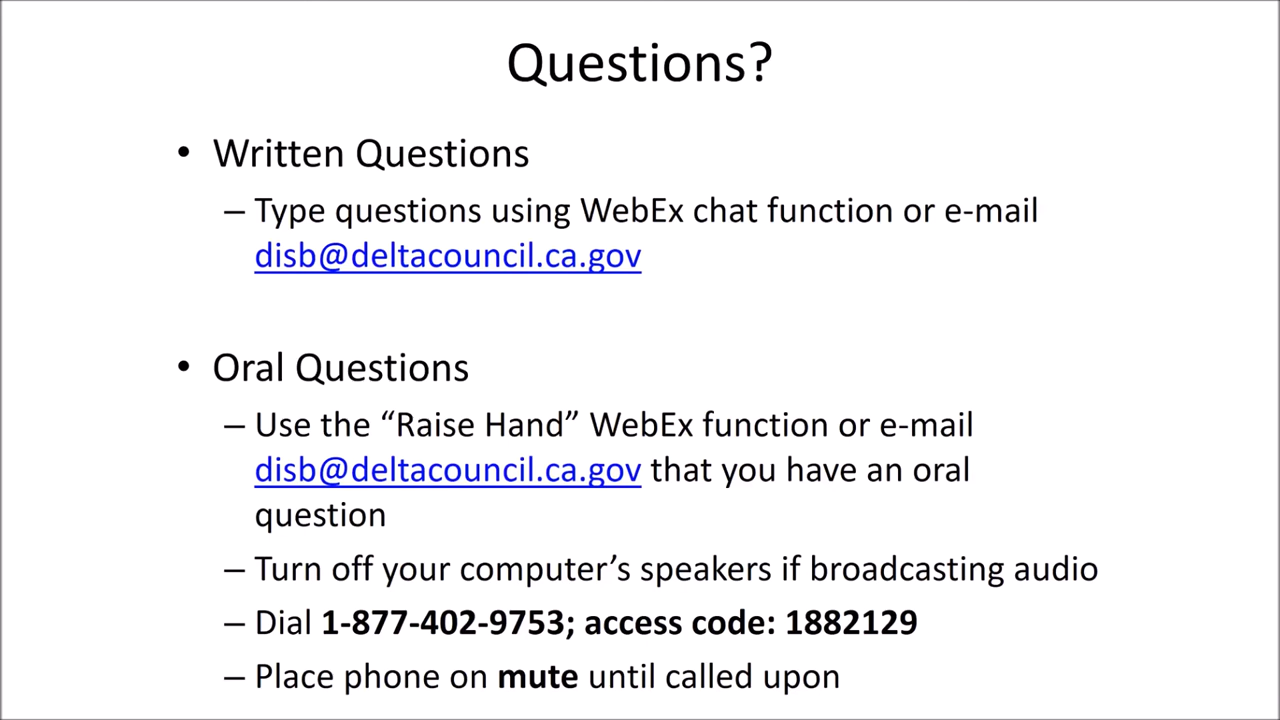 Questions?
• Written Questions
– Type questions using WebEx chat function or e-mail
disb@deltacouncil.ca.gov
• Oral Questions
– Use the “Raise Hand” WebEx function or e-mail
disb@deltacouncil.ca.gov that you have an oral
question
– Turn off your computer’s speakers if broadcasting audio
– Dial 1-877-402-9753; access code: 1882129
– Place phone on mute until called upon